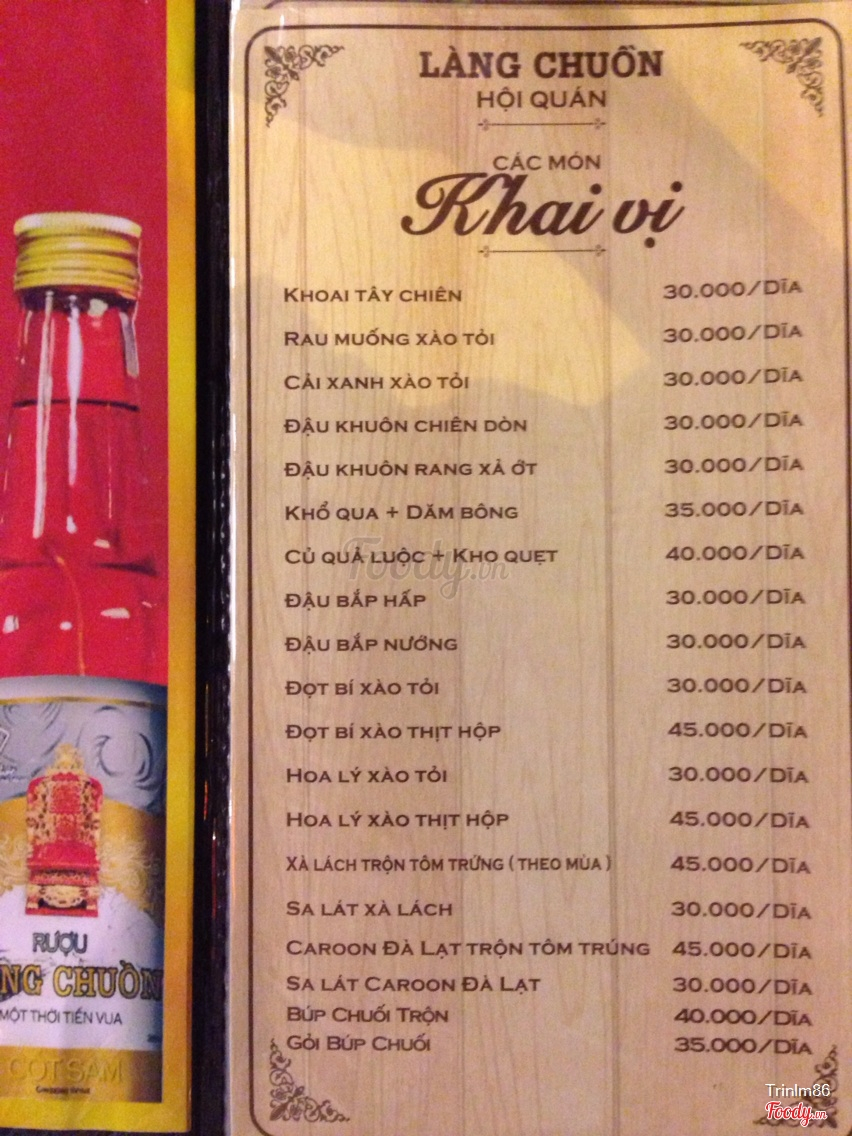 LÀNG CHUỒN
HỘI QUÁN
CÁC MÓN
Khai vị
KHOAI TÂY CHIÊN 30.000/DĨA
RAU MUỐNG XÀO TỎI 30.000/DĨA
CẢI XANH XÀO TỎI 30.000/DĨA
ĐẬU KHUÔN CHIÊN DÒN 30.000/DĨA
ĐẬU KHUÔN RANG XẢ ỚT 30.000/DĨA
KHỔ QUA + DĂM BÔNG 35.000/DĨA
CỦ QUẢ LUỘC + KHO QUẸT 40.000/DĨA
Foody.vn
ĐẬU BẮP HẤP 30.000/DĨA
ĐẬU BẮP NƯỚNG 30.000/DĨA
ĐỌT BÍ XÀO TỎI 30.000/DĨA
ĐỌT BÍ XÀO THỊT HỘP 45.000/DĨA
HOA LÝ XÀO TỎI 30.000/DĨA
HOA LÝ XÀO THỊT HỘP 45.000/DĨA
XÀ LÁCH TRỘN TÔM TRỨNG ( THEO MÙA ) 45.000/DĨA
SA LÁT XÀ LÁCH 30.000/DĨA
CAROON ĐÀ LẠT TRỘN TÔM TRÚNG 45.000/DĨA
SA LÁT CAROON ĐÀ LẠT 30.000/DĨA
BÚP CHUỐI TRỘN 40.000/DĨA
GỎI BÚP CHUỐI 35.000/DĨA
RƯỢU
NG CHUỒN
MỘT THỜI TIẾN VUA
CỐT SÂM
Trinlm86
Foody.vn